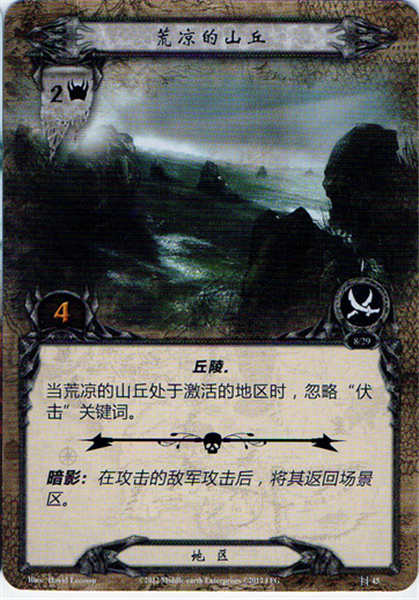 荒凉的山丘
2
4
8/29
丘陵.
当荒凉的山丘处于激活的地区时，忽略“伏
击”关键词。
暗影：在攻击的敌军攻击后，将其返回场景
区。
地区
Illus. David Lecossu
©2012 Middle-earth Enterprises ©2012 FFG
45